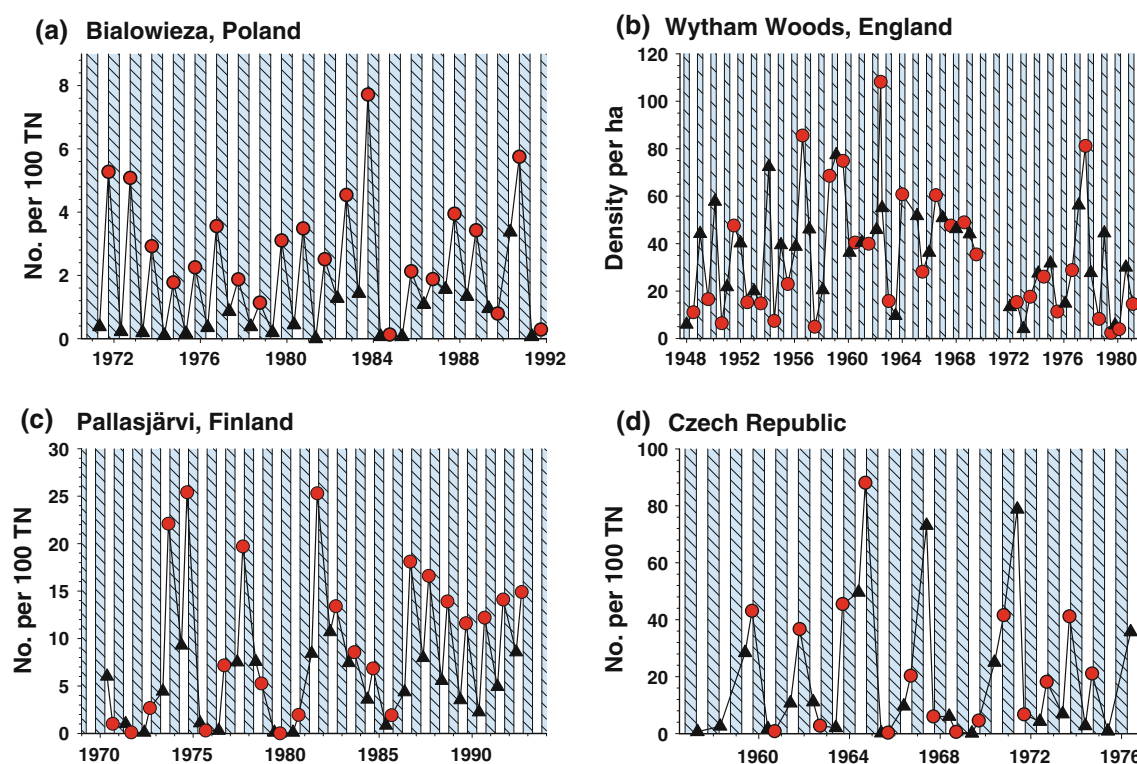 (a) Bialowieza, Poland
No. per 100 TN
8
6
4
2
0
1972 1976 1980 1984 1988 1992
(b) Wytham Woods, England
Density per ha
120
100
80
60
40
20
0
1948 1952 1956 1960 1964 1968 1972 1976 1980
(c) Pallasjärvi, Finland
No. per 100 TN
30
25
20
15
10
5
0
1970 1975 1980 1985 1990
(d) Czech Republic
No. per 100 TN
100
80
60
40
20
0
1960 1964 1968 1972 1976